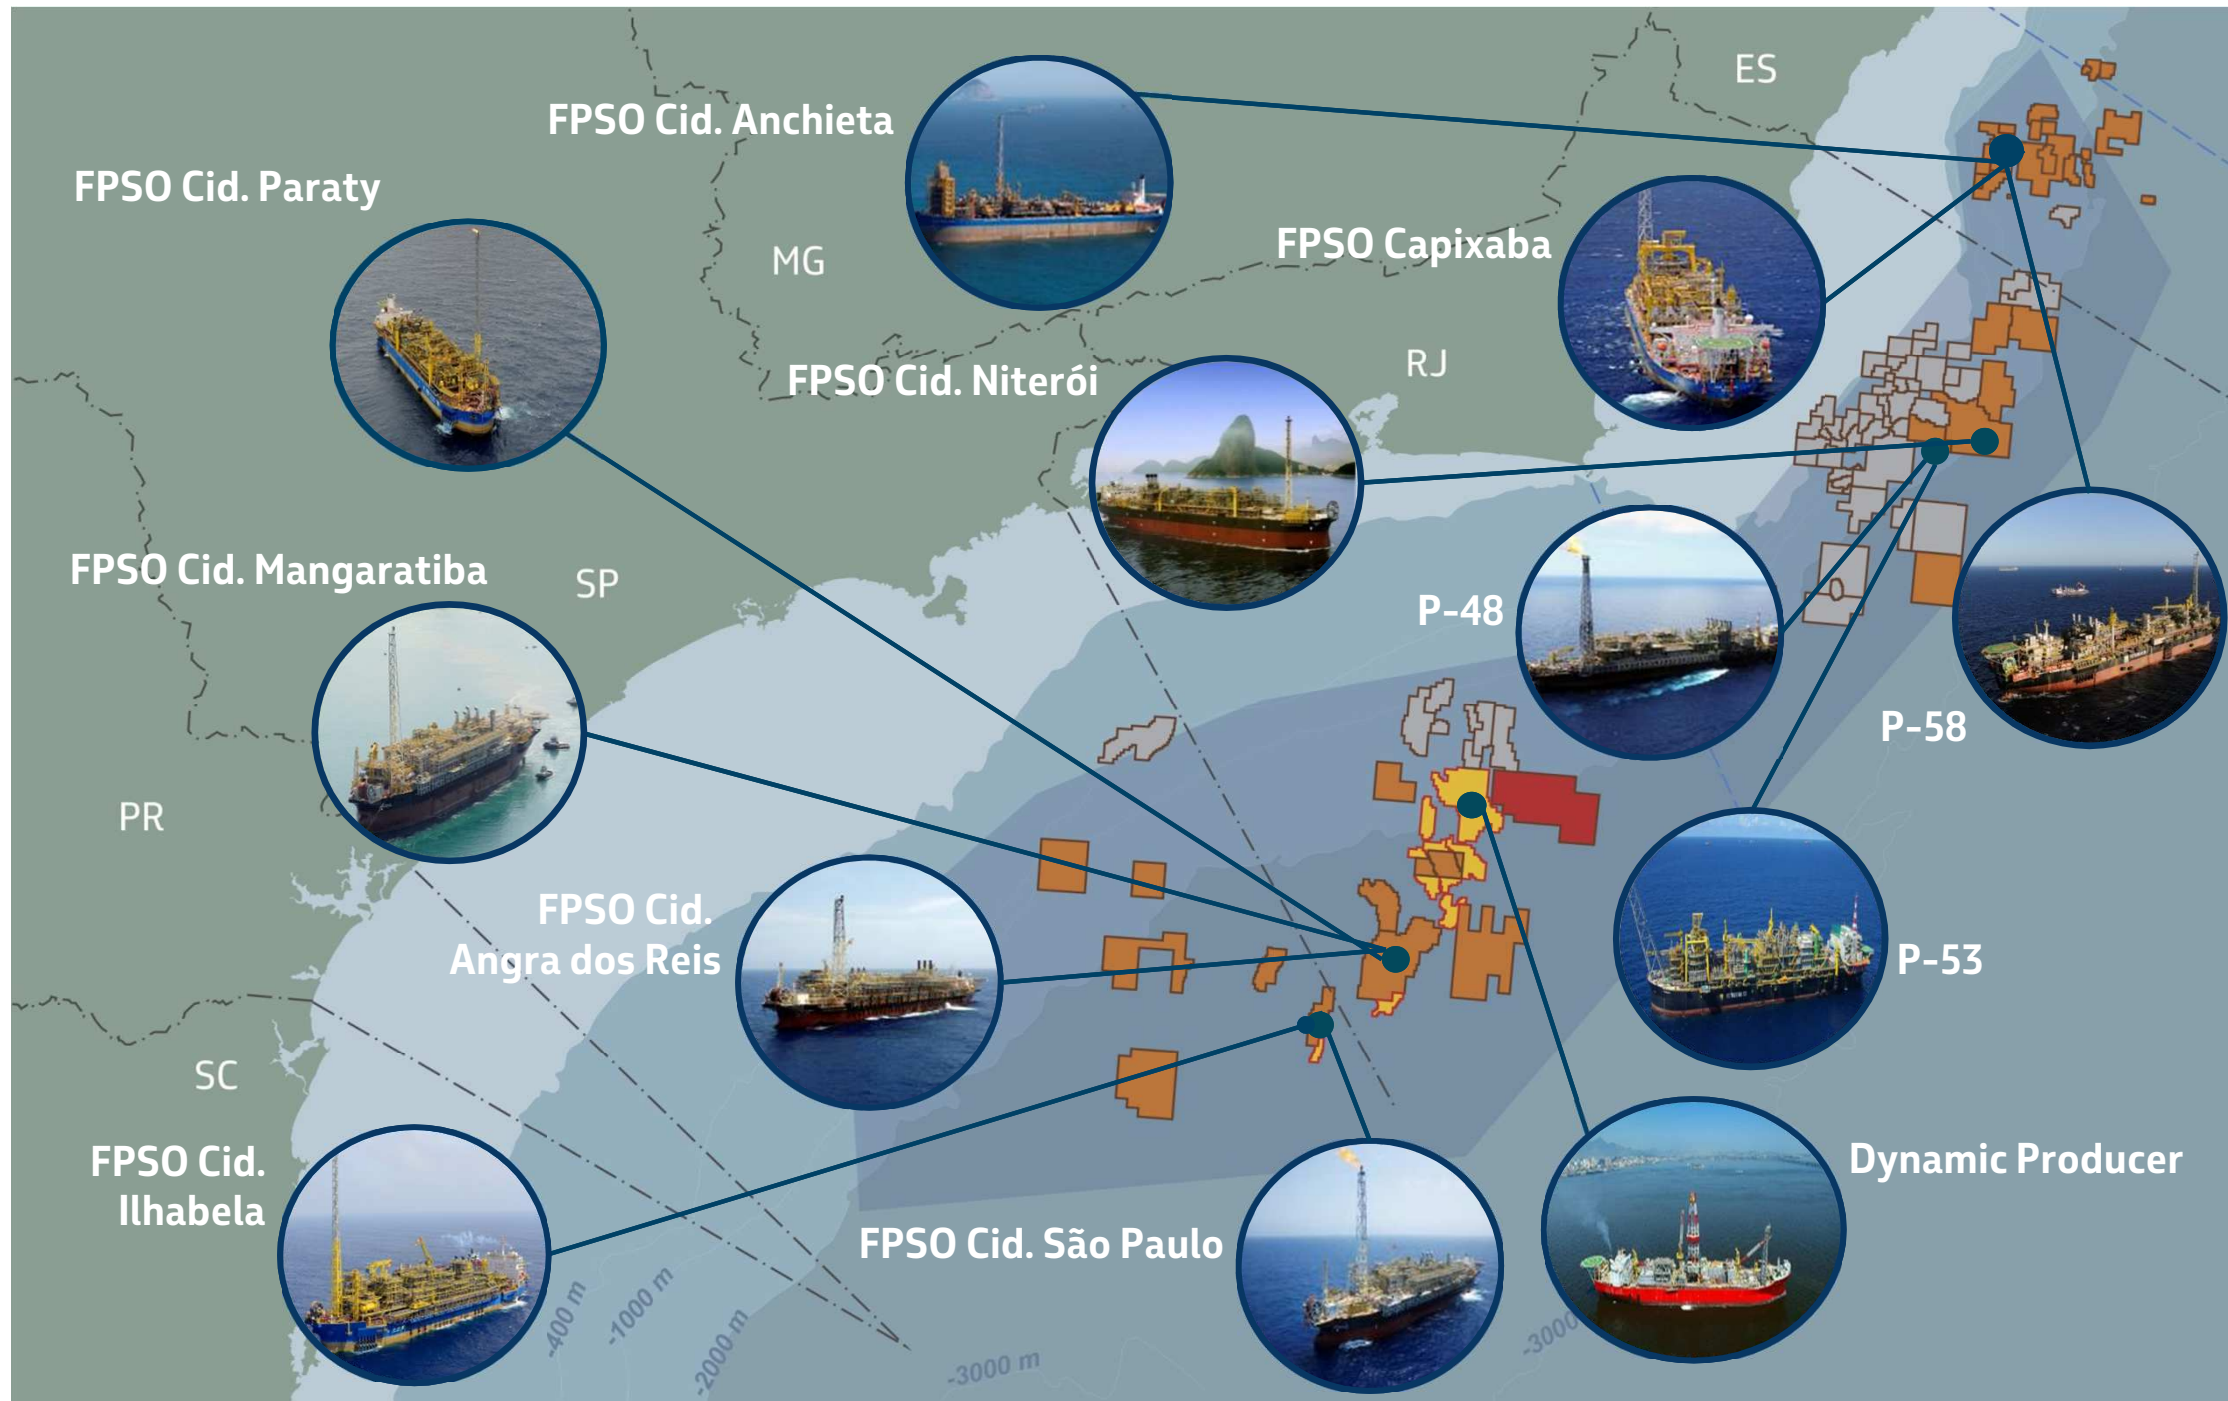 ES
FPSO Cid. Anchieta
FPSO Cid. Paraty
MG
FPSO Capixaba
RJ
FPSO Cid. Niterói
FPSO Cid. Mangaratiba
SP
P-48
P-58
PR
FPSO Cid.
Angra dos Reis
P-53
SC
FPSO Cid.
Ilhabela
Dynamic Producer
FPSO Cid. São Paulo
-400 m
-1000 m
-2000 m
-3000 m
-3000